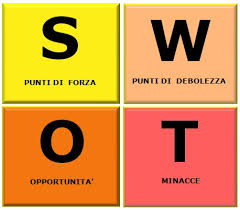 S
PUNTI DI FORZA
W
PUNTI DI DEBOLEZZA
O
OPPORTUNITA'
T
MINACCE